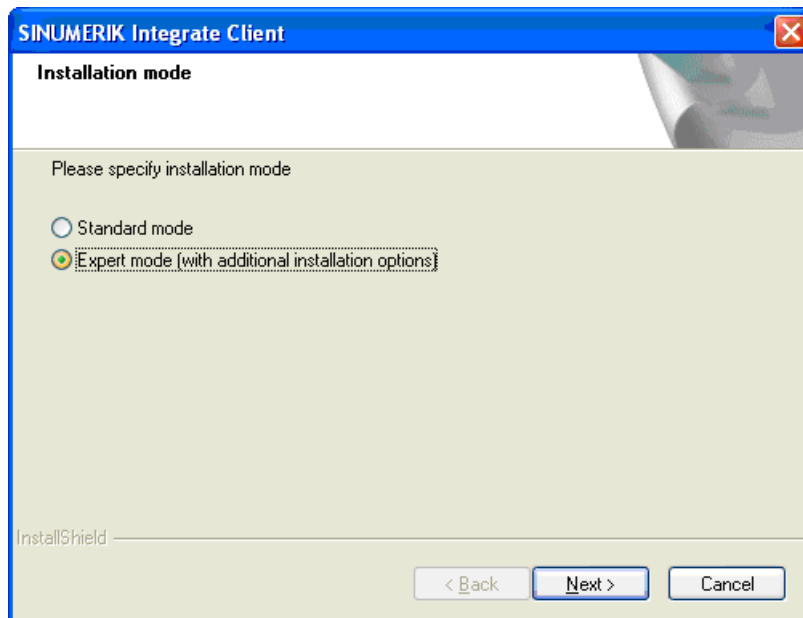 SINUMERIK Integrate Client
Installation mode
Please specify installation mode
Standard mode
Expert mode (with additional installation options)
InstallShield
< Back
Next >
Cancel